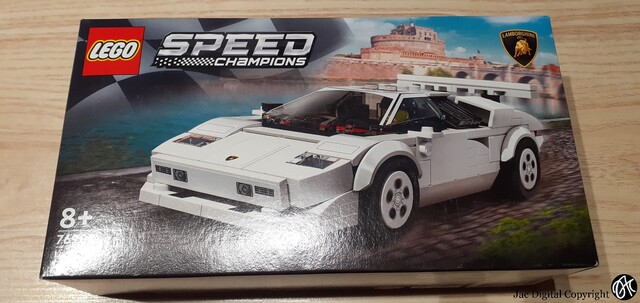 LEGO
SPEED
CHAMPIONS
LAMBORGHINI
8+
Jac Digital Copyright